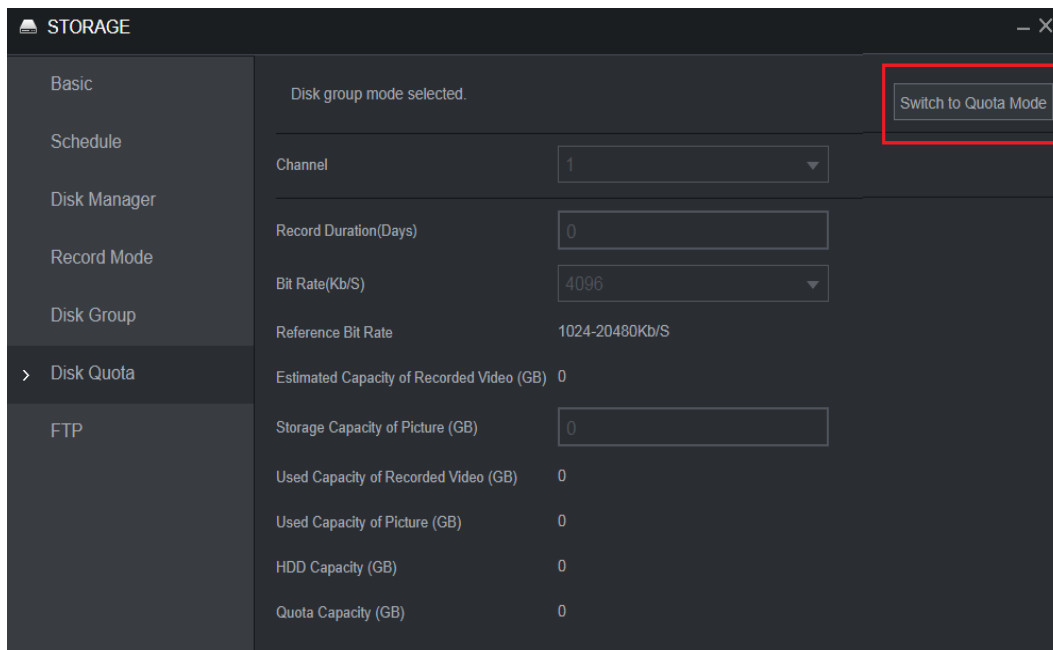 STORAGE
Basic
Schedule
Disk Manager
Record Mode
Disk Group
Disk Quota
FTP
Disk group mode selected.
Switch to Quota Mode
Channel 1
Record Duration(Days) 0
Bit Rate(Kb/S) 4096
Reference Bit Rate 1024-20480Kb/S
Estimated Capacity of Recorded Video (GB) 0
Storage Capacity of Picture (GB) 0
Used Capacity of Recorded Video (GB) 0
Used Capacity of Picture (GB) 0
HDD Capacity (GB) 0
Quota Capacity (GB) 0